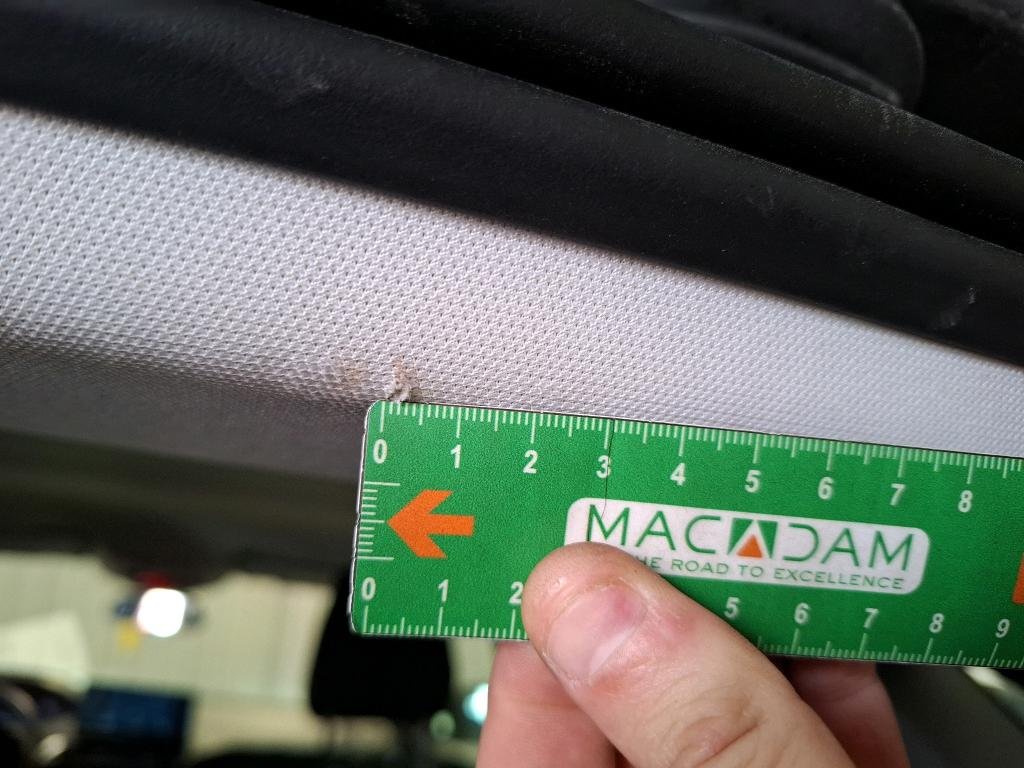 0 1 2 3 4 5 6 7 8
MACADAM
HE ROAD TO EXCELLENCE
0 1 2 5 6 7 8 9